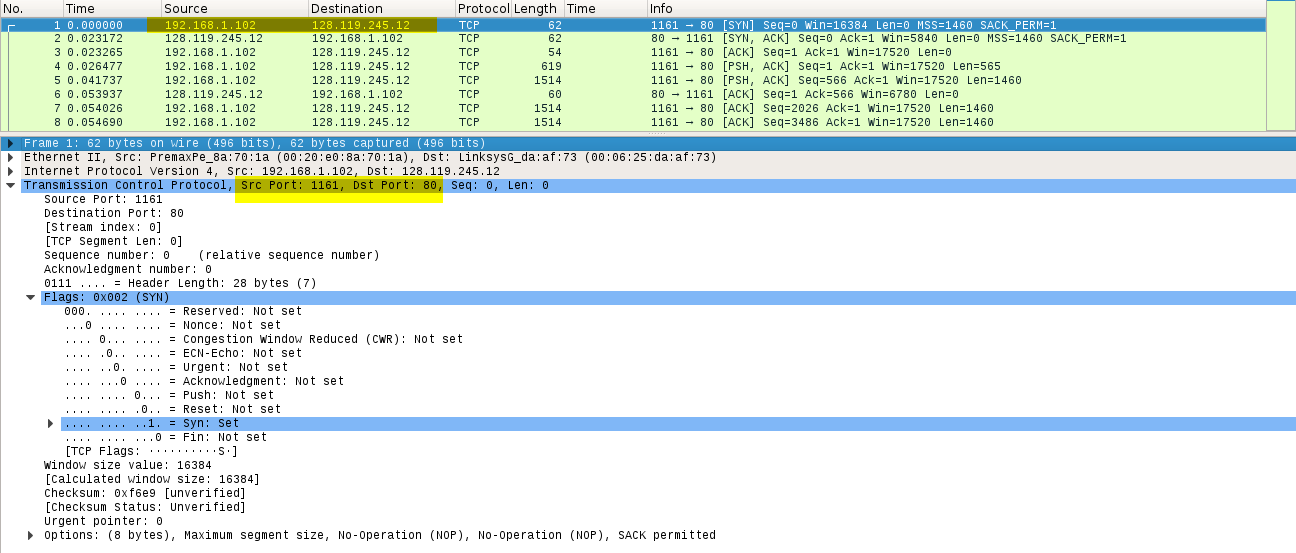 No. Time Source Destination Protocol Length Time Info
1 0.000000 192.168.1.102 128.119.245.12 TCP 62 1161 → 80 [SYN] Seq=0 Win=16384 Len=0 MSS=1460 SACK_PERM=1
2 0.023172 128.119.245.12 192.168.1.102 TCP 62 80 → 1161 [SYN, ACK] Seq=0 Ack=1 Win=5840 Len=0 MSS=1460 SACK_PERM=1
3 0.023265 192.168.1.102 128.119.245.12 TCP 54 1161 → 80 [ACK] Seq=1 Ack=1 Win=17520 Len=0
4 0.026477 192.168.1.102 128.119.245.12 TCP 619 1161 → 80 [PSH, ACK] Seq=1 Ack=1 Win=17520 Len=565
5 0.041737 192.168.1.102 128.119.245.12 TCP 1514 1161 → 80 [PSH, ACK] Seq=566 Ack=1 Win=17520 Len=1460
6 0.053937 128.119.245.12 192.168.1.102 TCP 60 80 → 1161 [ACK] Seq=1 Ack=566 Win=6780 Len=0
7 0.054026 192.168.1.102 128.119.245.12 TCP 1514 1161 → 80 [ACK] Seq=2026 Ack=1 Win=17520 Len=1460
8 0.054690 192.168.1.102 128.119.245.12 TCP 1514 1161 → 80 [ACK] Seq=3486 Ack=1 Win=17520 Len=1460
Frame 1: 62 bytes on wire (496 bits), 62 bytes captured (496 bits)
Ethernet II, Src: PremaxPe_8a:70:1a (00:20:e0:8a:70:1a), Dst: LinksysG_da:af:73 (00:06:25:da:af:73)
Internet Protocol Version 4, Src: 192.168.1.102, Dst: 128.119.245.12
Transmission Control Protocol, Src Port: 1161, Dst Port: 80, Seq: 0, Len: 0
Source Port: 1161
Destination Port: 80
[Stream index: 0]
[TCP Segment Len: 0]
Sequence number: 0 (relative sequence number)
Acknowledgment number: 0
0111 .... = Header Length: 28 bytes (7)
Flags: 0x002 (SYN)
000. .... .... = Reserved: Not set
...0 .... .... = Nonce: Not set
.... 0... .... = Congestion Window Reduced (CWR): Not set
.... .0.. .... = ECN-Echo: Not set
.... ..0. .... = Urgent: Not set
.... ...0 .... = Acknowledgment: Not set
.... .... 0... = Push: Not set
.... .... .0.. = Reset: Not set
.... .... ..1. = Syn: Set
.... .... ...0 = Fin: Not set
[TCP Flags: ··········S·]
Window size value: 16384
[Calculated window size: 16384]
Checksum: 0xf6e9 [unverified]
[Checksum Status: Unverified]
Urgent pointer: 0
Options: (8 bytes), Maximum segment size, No-Operation (NOP), No-Operation (NOP), SACK permitted